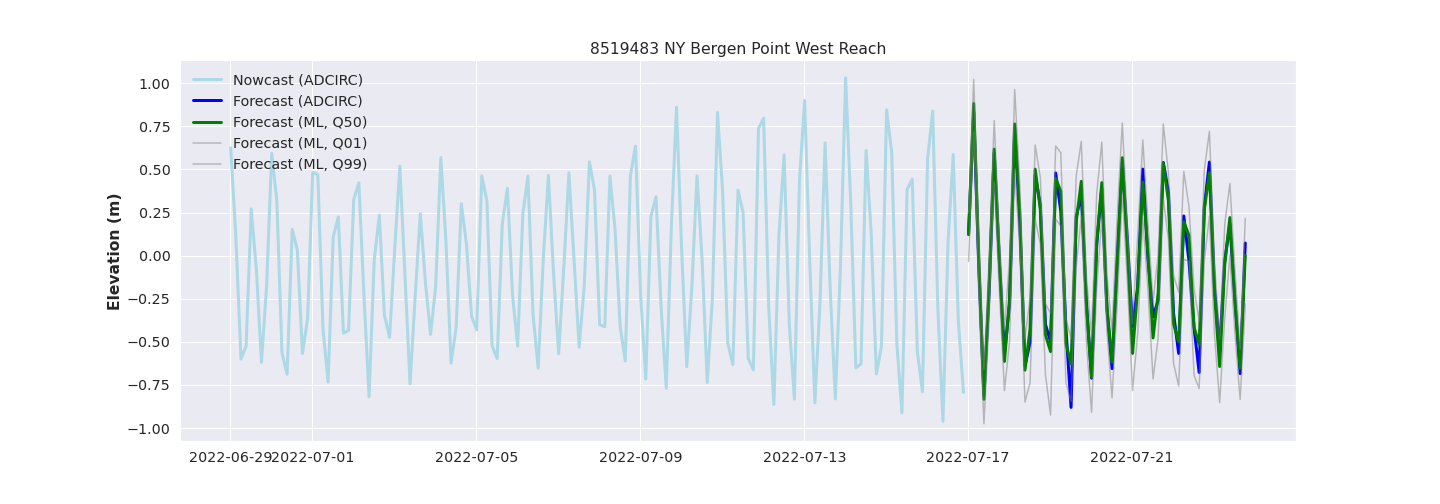 8519483 NY Bergen Point West Reach
Nowcast (ADCIRC)
Forecast (ADCIRC)
Forecast (ML, Q50)
Forecast (ML, Q01)
Forecast (ML, Q99)
Elevation (m)
1.00
0.75
0.50
0.25
0.00
−0.25
−0.50
−0.75
−1.00
2022-06-29 2022-07-01 2022-07-05 2022-07-09 2022-07-13 2022-07-17 2022-07-21